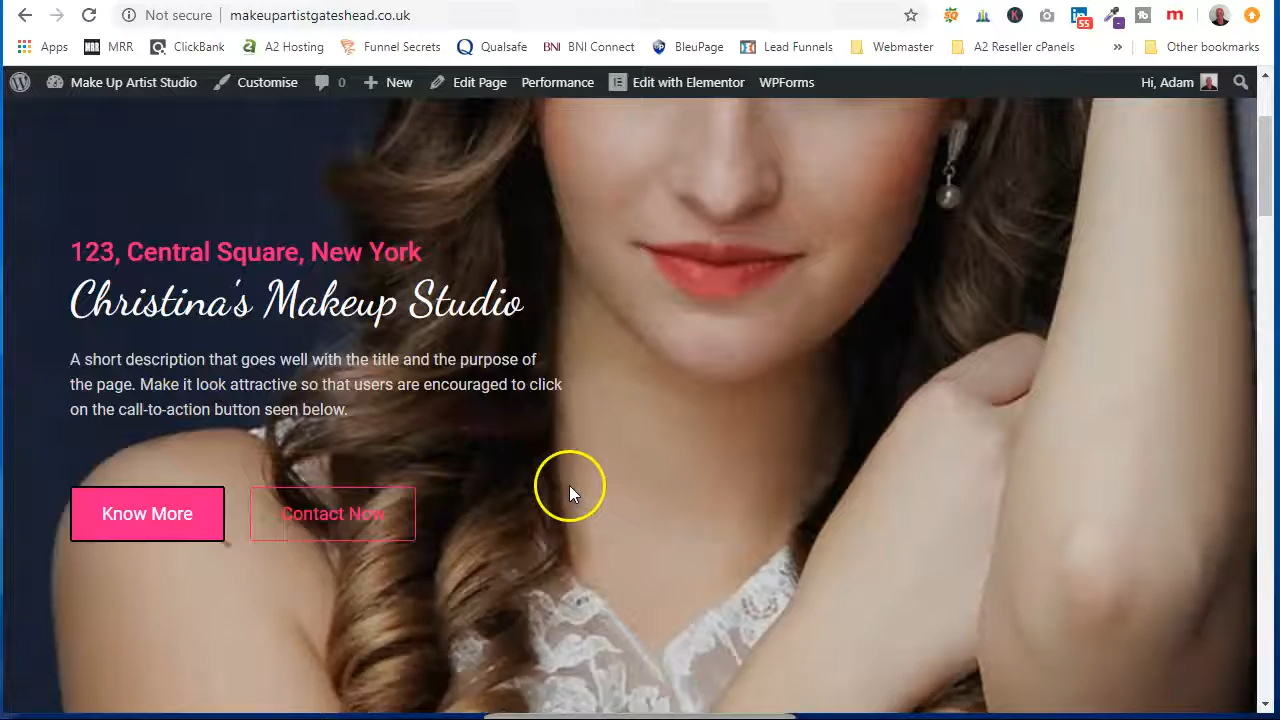 Not secure | makeupartistgateshead.co.uk
55
Apps MRR MRR ClickBank A2 Hosting Funnel Secrets Qualsafe BNI BNI Connect BleuPage Lead Funnels Webmaster A2 Reseller cPanels » Other bookmarks
Make Up Artist Studio Customise 0 New Edit Page Performance Edit with Elementor WPForms Hi, Adam
123, Central Square, New York
Christina's Makeup Studio
A short description that goes well with the title and the purpose of
the page. Make it look attractive so that users are encouraged to click
on the call-to-action button seen below.
Know More Contact Now